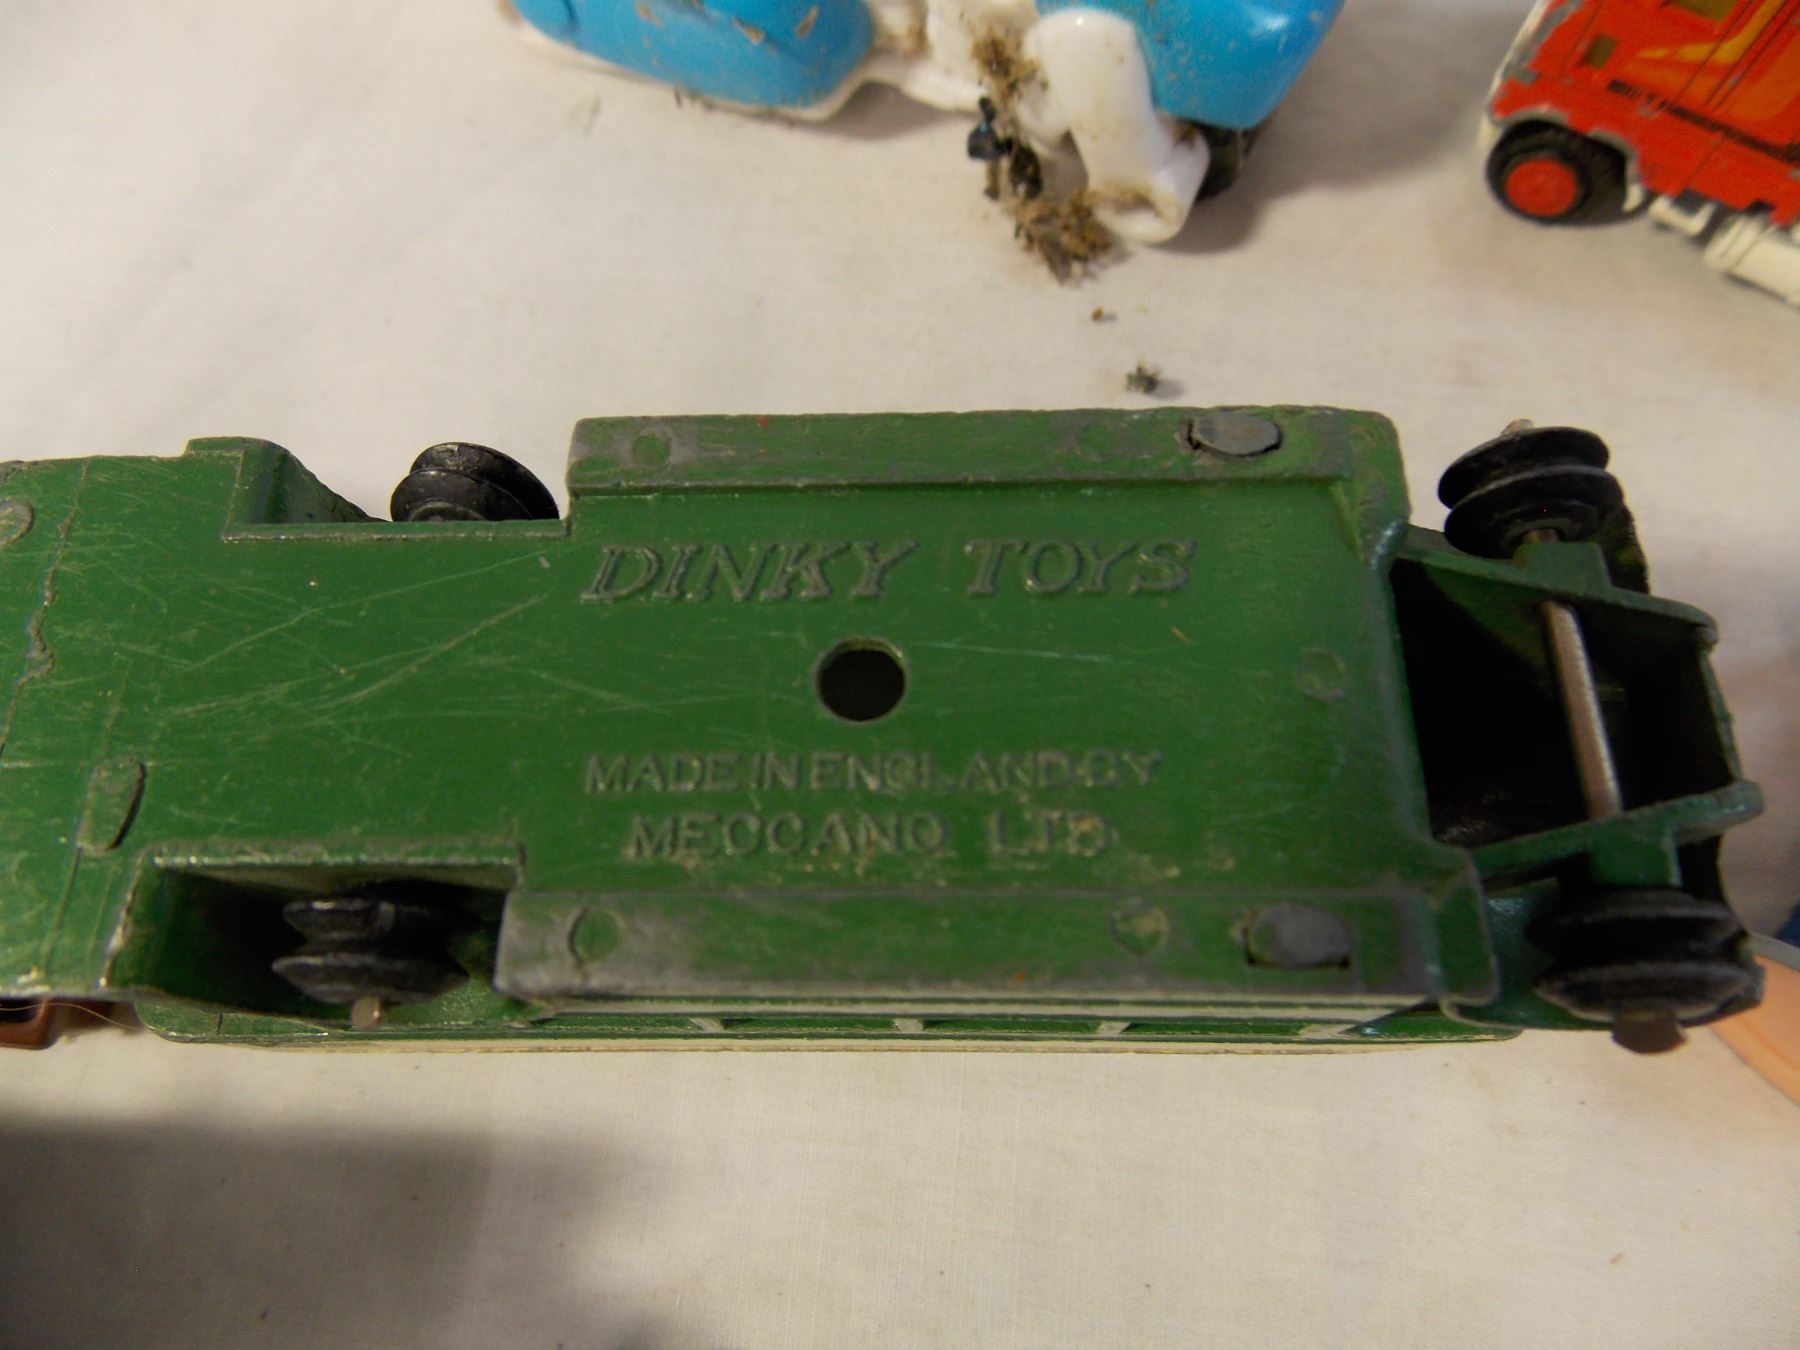 DINKY TOYS
MADE IN ENGLAND BY
MECCANO LTD